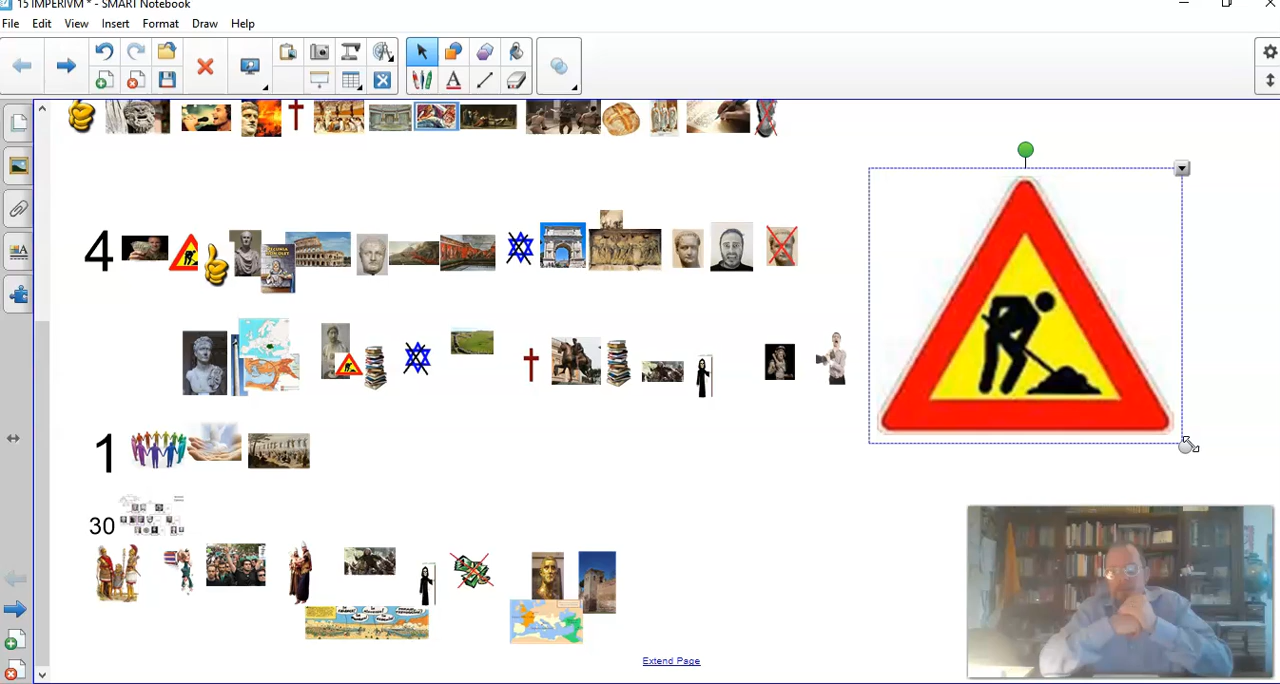 15 IMPERIVM * - SMART Notebook
File Edit View Insert Format Draw Help
4
1
30
Extend Page